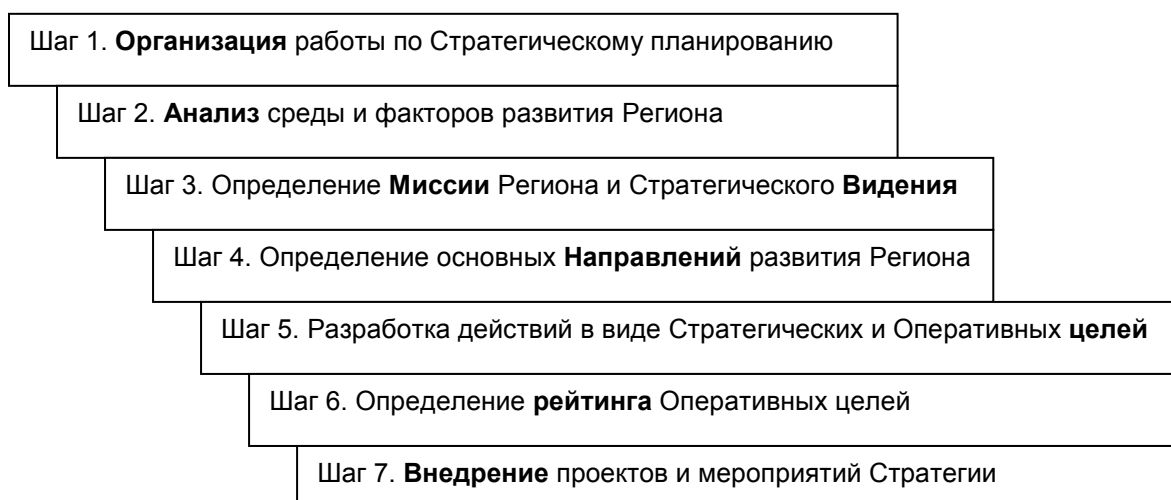 Шаг 1. Организация работы по Стратегическому планированию
Шаг 2. Анализ среды и факторов развития Региона
Шаг 3. Определение Миссии Региона и Стратегического Видения
Шаг 4. Определение основных Направлений развития Региона
Шаг 5. Разработка действий в виде Стратегических и Оперативных целей
Шаг 6. Определение рейтинга Оперативных целей
Шаг 7. Внедрение проектов и мероприятий Стратегии